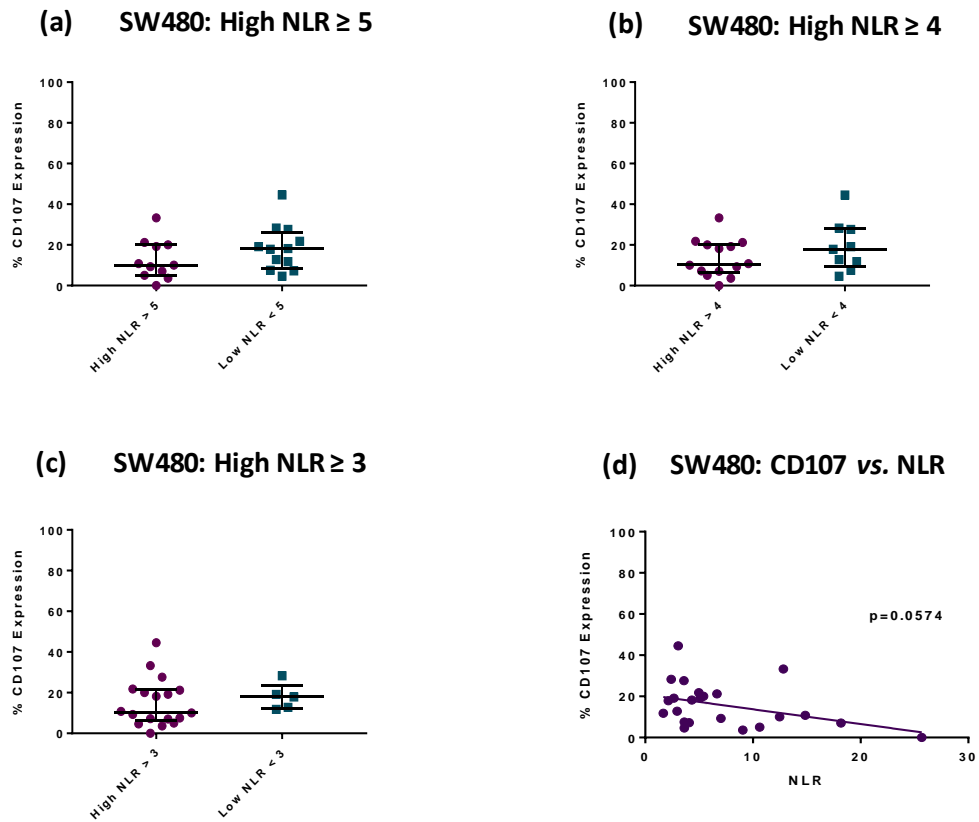 (a) SW480: High NLR ≥ 5
% CD107 Expression
100
80
60
40
20
0
High NLR > 5
Low NLR < 5
(b) SW480: High NLR ≥ 4
% CD107 Expression
100
80
60
40
20
0
High NLR > 4
Low NLR < 4
(c) SW480: High NLR ≥ 3
% CD107 Expression
100
80
60
40
20
0
High NLR > 3
Low NLR < 3
(d) SW480: CD107 vs. NLR
% CD107 Expression
100
80
60
40
20
0
p=0.0574
0 10 20 30
NLR